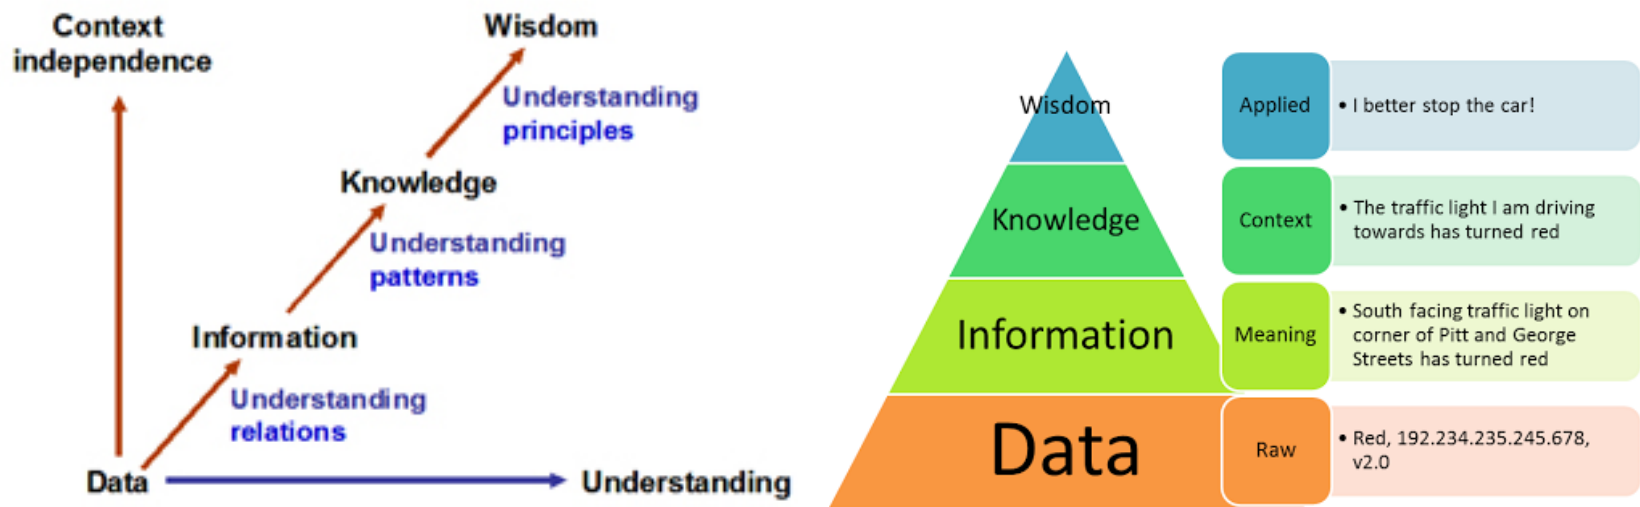 Context
independence
Wisdom
Understanding
principles
Knowledge
Understanding
patterns
Information
Understanding
relations
Data
Understanding
Wisdom
Applied
• I better stop the car!
Knowledge
Context
• The traffic light I am driving
towards has turned red
Information
Meaning
• South facing traffic light on
corner of Pitt and George
Streets has turned red
Data
Raw
• Red, 192.234.235.245.678,
v2.0